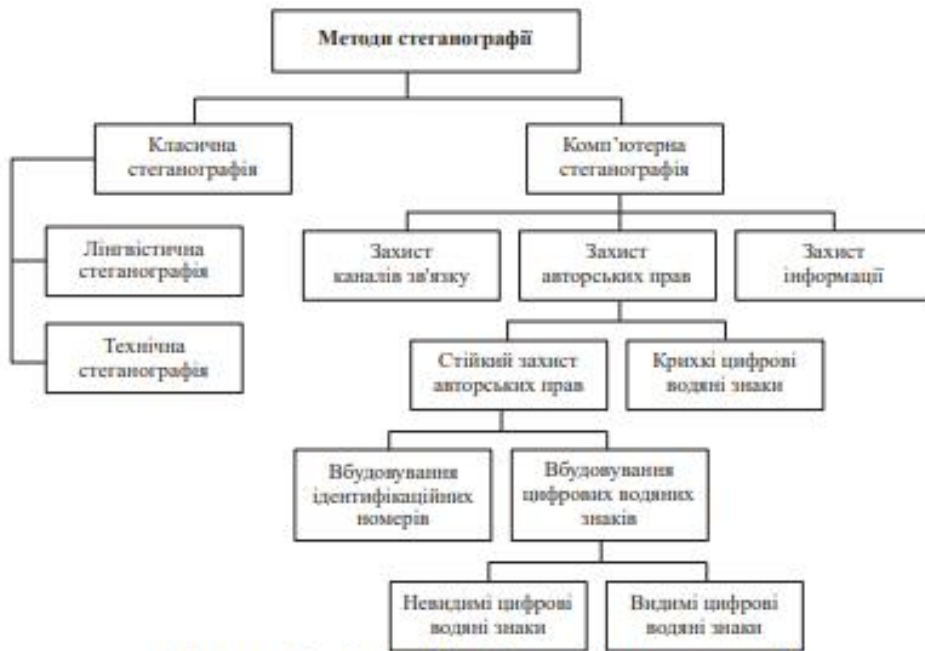 Методи стеганографії
Класична
стеганографія
Комп’ютерна
стеганографія
Лінгвістична
стеганографія
Технічна
стеганографія
Захист
каналів зв'язку
Захист
авторських прав
Захист
інформації
Стійкий захист
авторських прав
Крихкі цифрові
водяні знаки
Вбудовування
ідентифікаційних
номерів
Вбудовування
цифрових водяних
знаків
Невидимі цифрові
водяні знаки
Видимі цифрові
водяні знаки